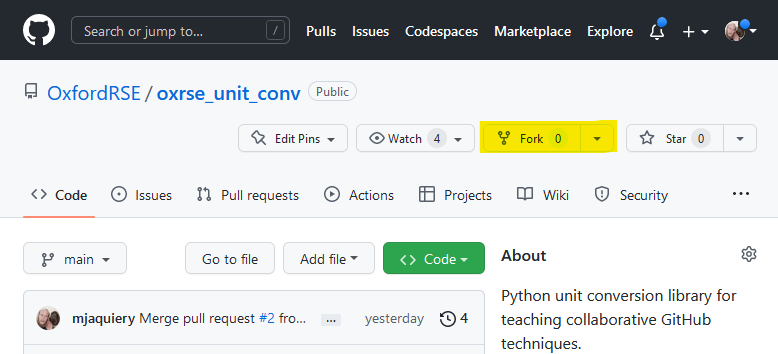 Search or jump to... / Pulls Issues Codespaces Marketplace Explore
OxfordRSE / oxrse_unit_conv Public
Edit Pins Watch 4 Fork 0 Star 0
Code Issues Pull requests Actions Projects Wiki Security ...
main Go to file Add file Code About
mjaquiery Merge pull request #2 fro... ... yesterday 4
Python unit conversion library for
teaching collaborative GitHub
techniques.